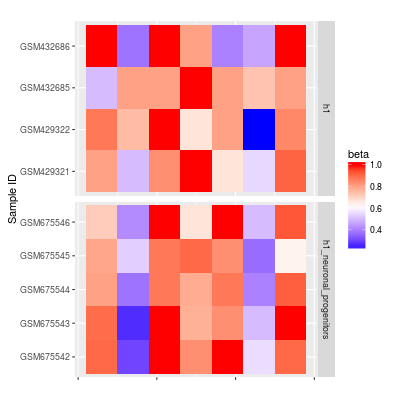 GSM432686
GSM432685
GSM429322
GSM429321
h1
GSM675546
GSM675545
GSM675544
GSM675543
GSM675542
h1_neuronal_progenitors
Sample ID
beta
1.0
0.8
0.6
0.4